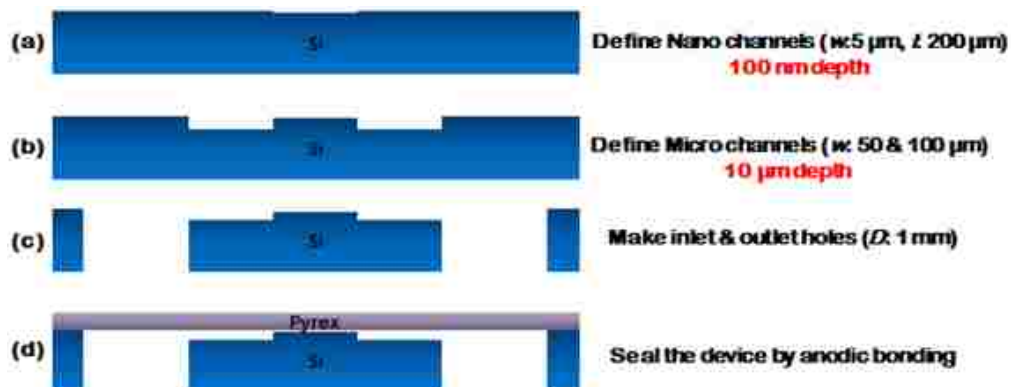 (a)
Si
Define Nano channels (w:5 µm, L 200 µm)
100 nm depth
(b)
Si
Define Micro channels (w: 50 & 100 µm)
10 µm depth
(c)
Si
Make inlet & outlet holes (D: 1 mm)
Pyrex
(d)
Si
Seal the device by anodic bonding